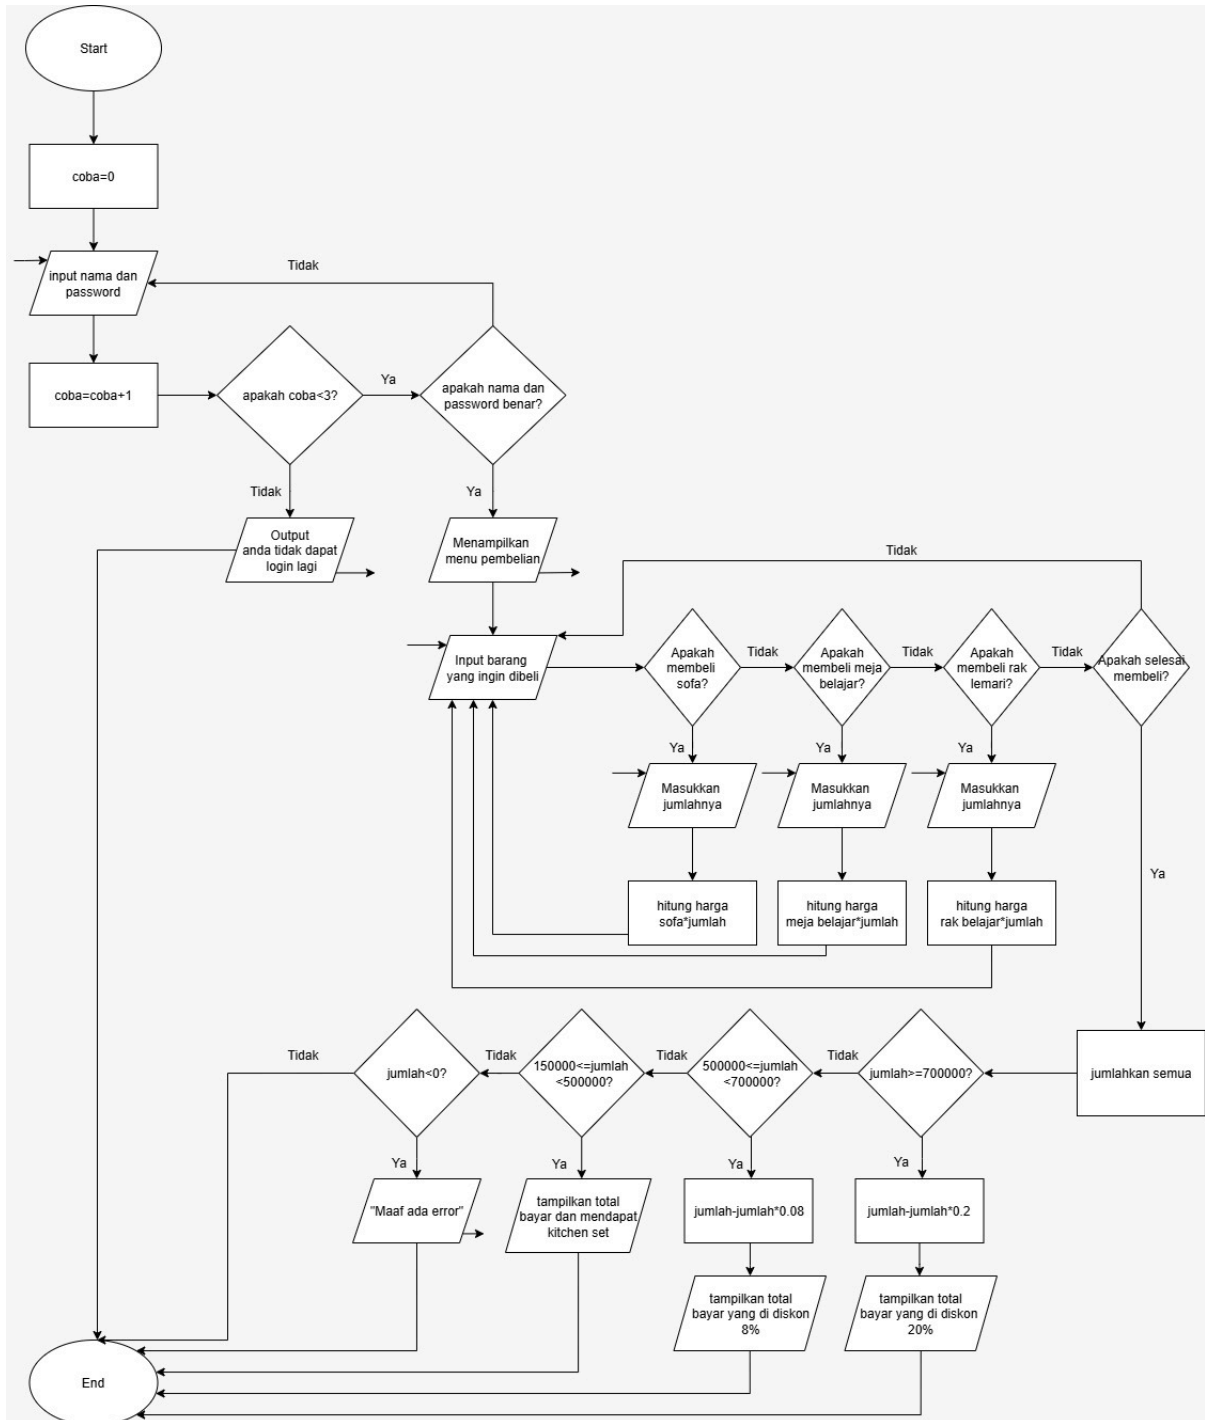 Start
coba=0
input nama dan
password
Tidak
coba=coba+1
apakah coba<3?
Ya
apakah nama dan
password benar?
Tidak
Ya
Output
anda tidak dapat
login lagi
Menampilkan
menu pembelian
Tidak
Input barang
yang ingin dibeli
Apakah
membeli
sofa?
Tidak
Apakah
membeli meja
belajar?
Tidak
Apakah
membeli rak
lemari?
Tidak
Apakah selesai
membeli?
Ya
Ya
Ya
Masukkan
jumlahnya
Masukkan
jumlahnya
Masukkan
jumlahnya
Ya
hitung harga
sofa*jumlah
hitung harga
meja belajar*jumlah
hitung harga
rak belajar*jumlah
jumlahkan semua
jumlah>=700000?
Tidak
500000<=jumlah
<700000?
Tidak
150000<=jumlah
<500000?
Tidak
jumlah<0?
Tidak
Ya
Ya
Ya
Ya
"Maaf ada error"
tampilkan total
bayar dan mendapat
kitchen set
jumlah-jumlah*0.08
jumlah-jumlah*0.2
tampilkan total
bayar yang di diskon
8%
tampilkan total
bayar yang di diskon
20%
End